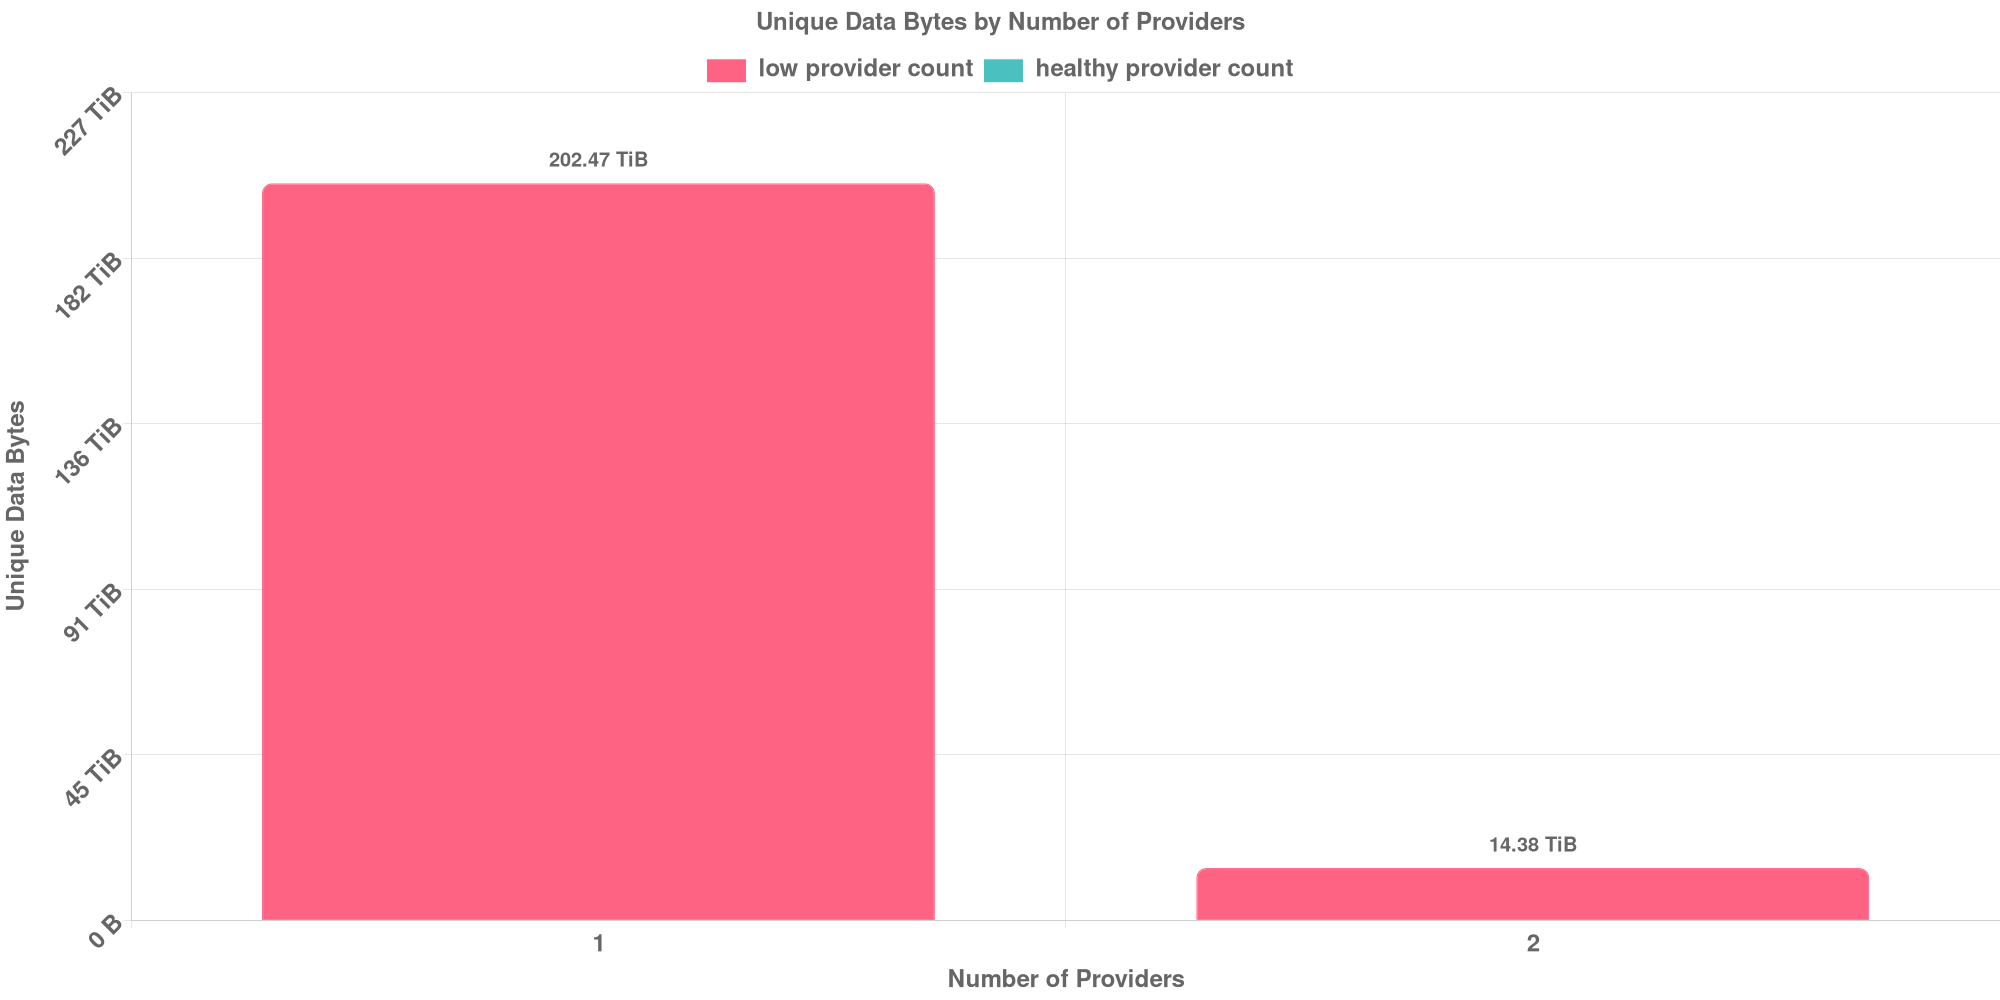 Unique Data Bytes by Number of Providers
low provider count healthy provider count
227 TiB
202.47 TiB
182 TiB
136 TiB
91 TiB
45 TiB
14.38 TiB
0 B
Unique Data Bytes
1 2
Number of Providers